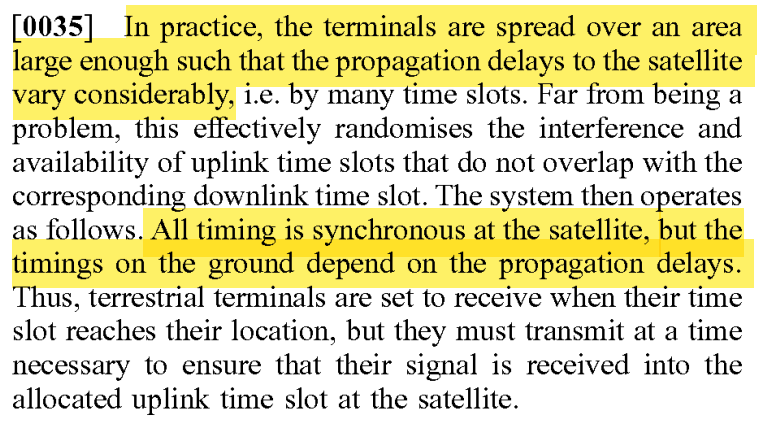 [0035] In practice, the terminals are spread over an area
large enough such that the propagation delays to the satellite
vary considerably, i.e. by many time slots. Far from being a
problem, this effectively randomises the interference and
availability of uplink time slots that do not overlap with the
corresponding downlink time slot. The system then operates
as follows. All timing is synchronous at the satellite, but the
timings on the ground depend on the propagation delays.
Thus, terrestrial terminals are set to receive when their time
slot reaches their location, but they must transmit at a time
necessary to ensure that their signal is received into the
allocated uplink time slot at the satellite.